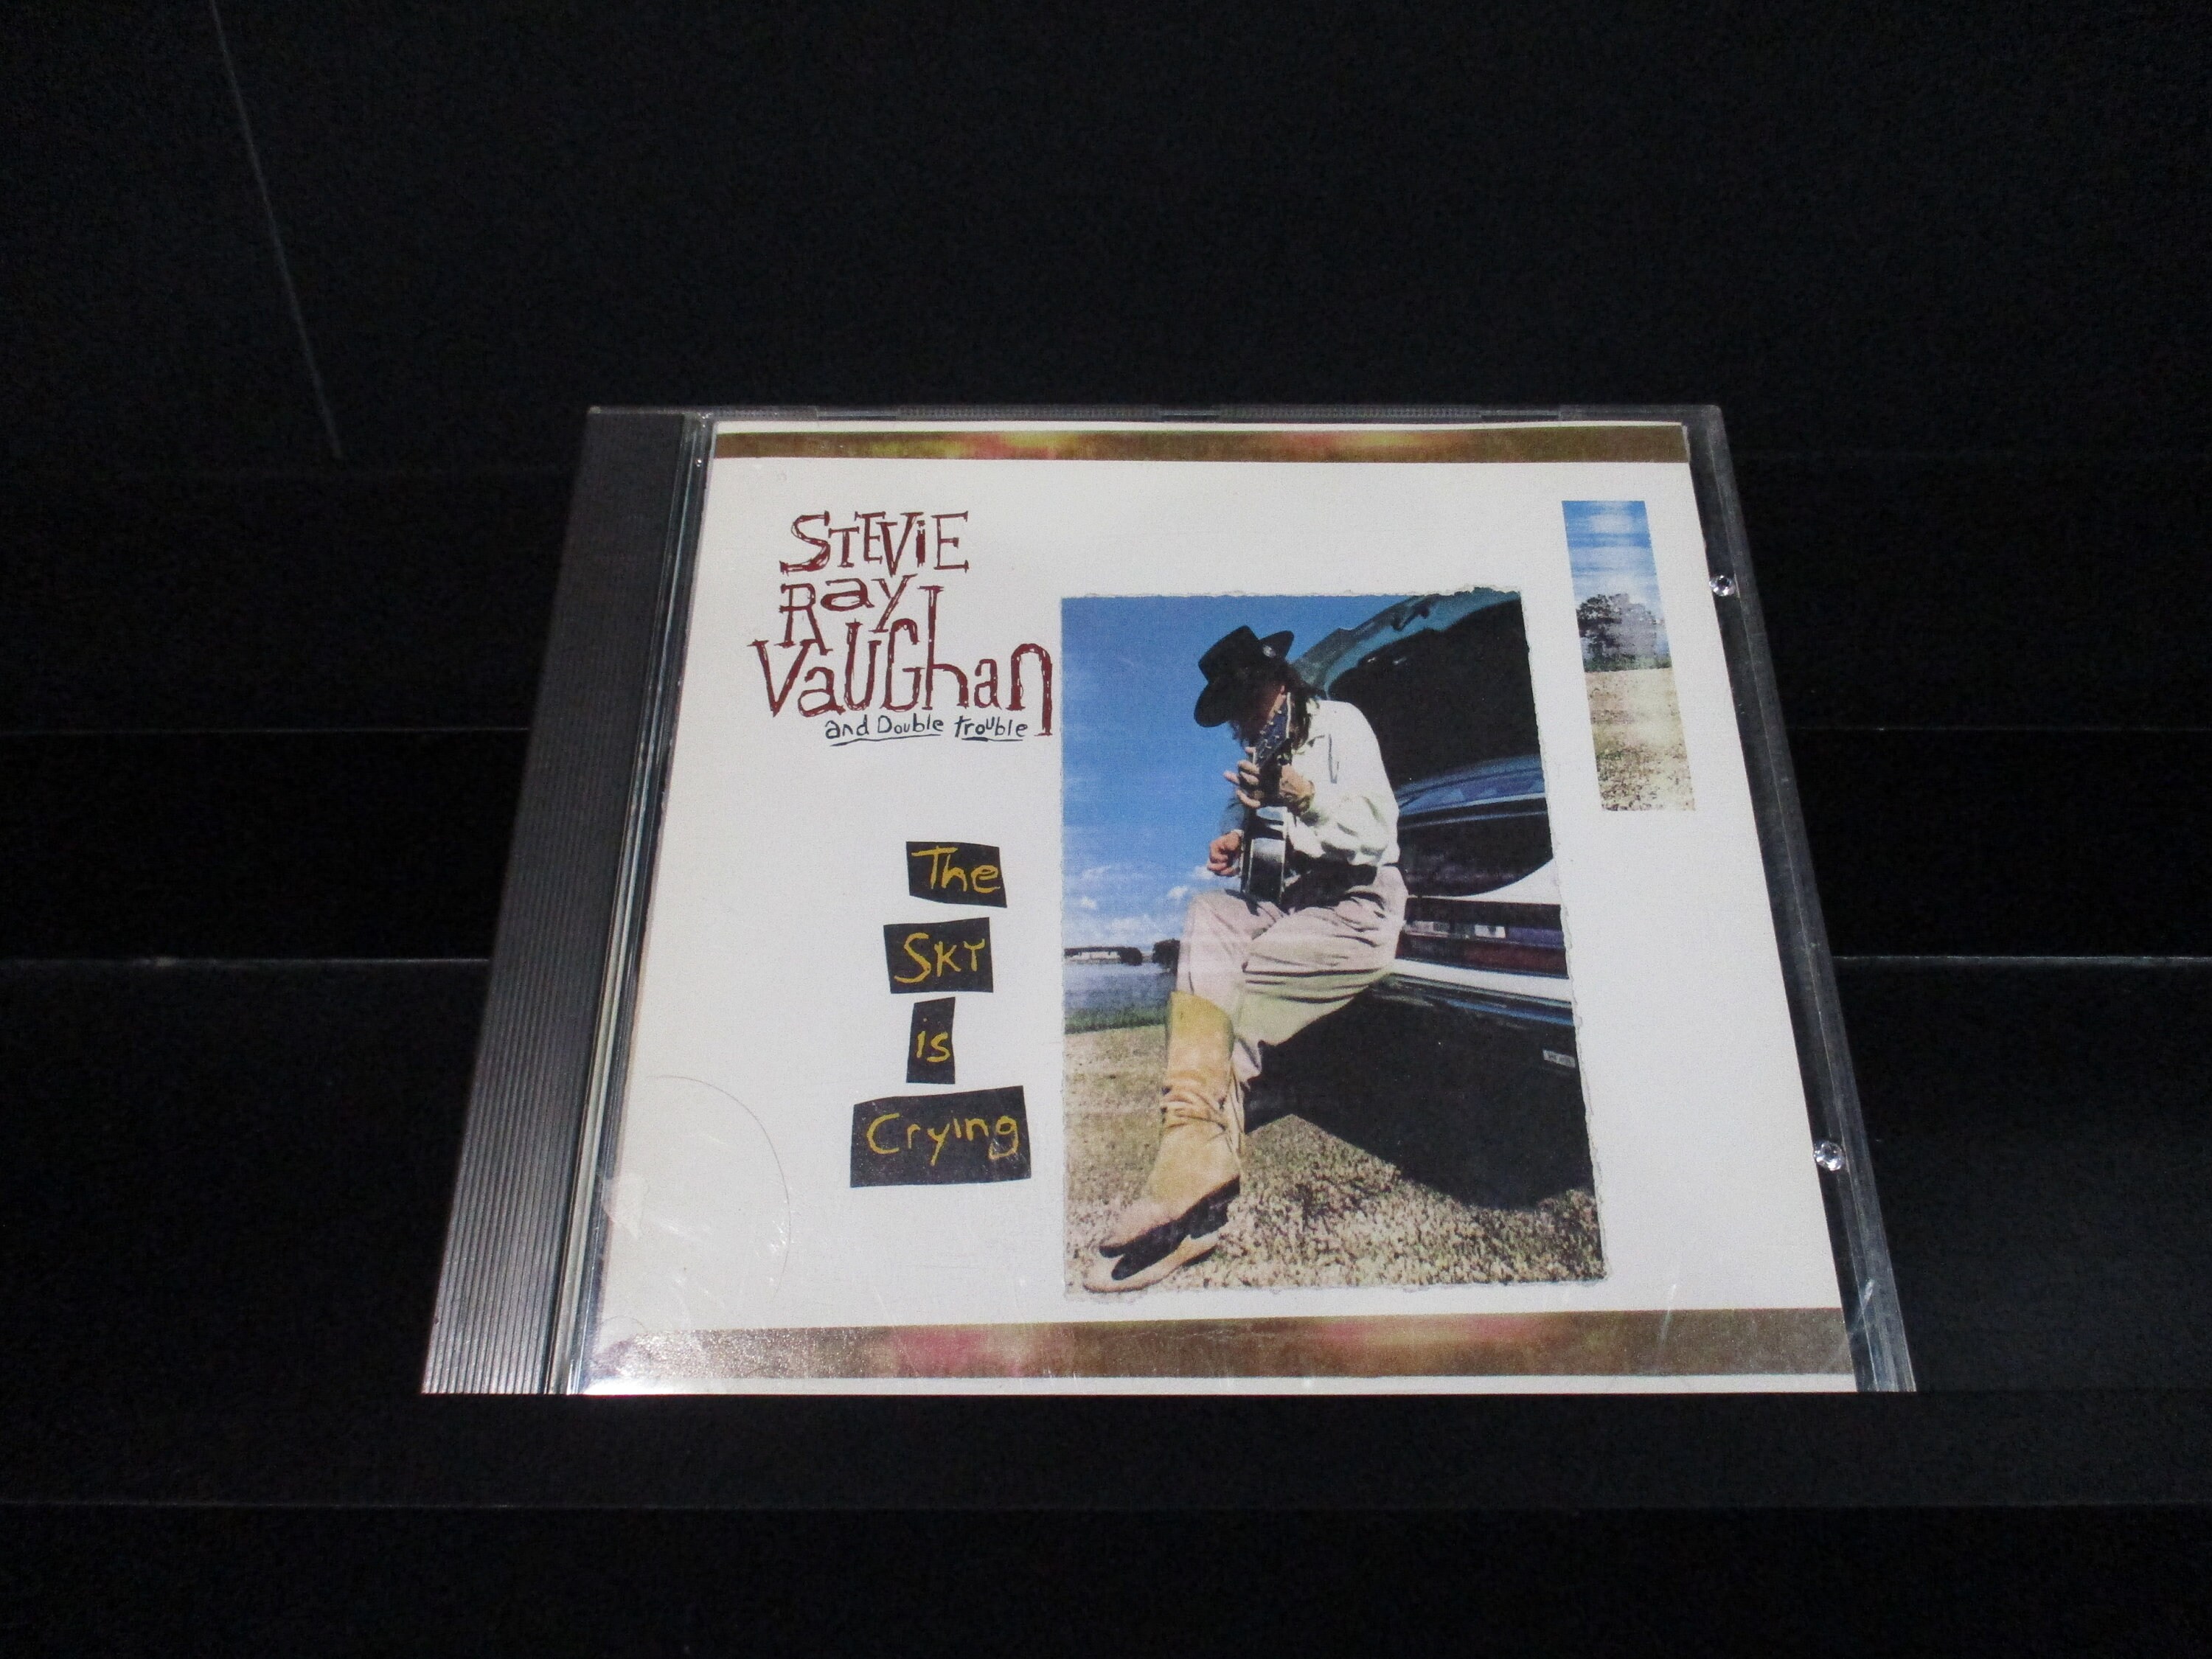 STEViE
Ray
VaUGhan
and Double trouble
The
SKY
is
Crying